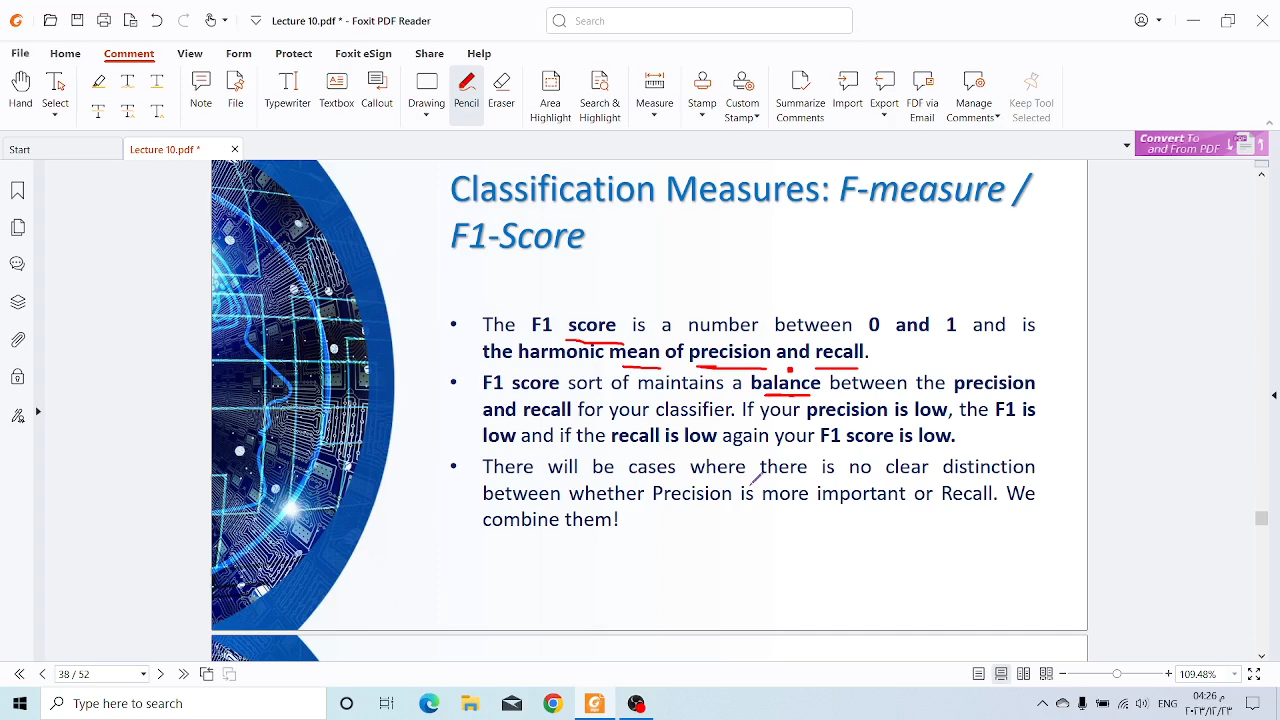 Lecture 10.pdf * - Foxit PDF Reader
Search
File Home Comment View Form Protect Foxit eSign Share Help
Hand Select Note File Typewriter Textbox Callout Drawing Pencil Eraser Area Highlight Search & Highlight Measure Stamp Custom Stamp Summarize Comments Import Export FDF via Email Manage Comments Keep Tool Selected
Start
Lecture 10.pdf *
Convert To
and From PDF
Classification Measures: F-measure /
F1-Score
• The F1 score is a number between 0 and 1 and is
the harmonic mean of precision and recall.
• F1 score sort of maintains a balance between the precision
and recall for your classifier. If your precision is low, the F1 is
low and if the recall is low again your F1 score is low.
• There will be cases where there is no clear distinction
between whether Precision is more important or Recall. We
combine them!
38 / 52
109.48%
Type here to search
ENG
04:26